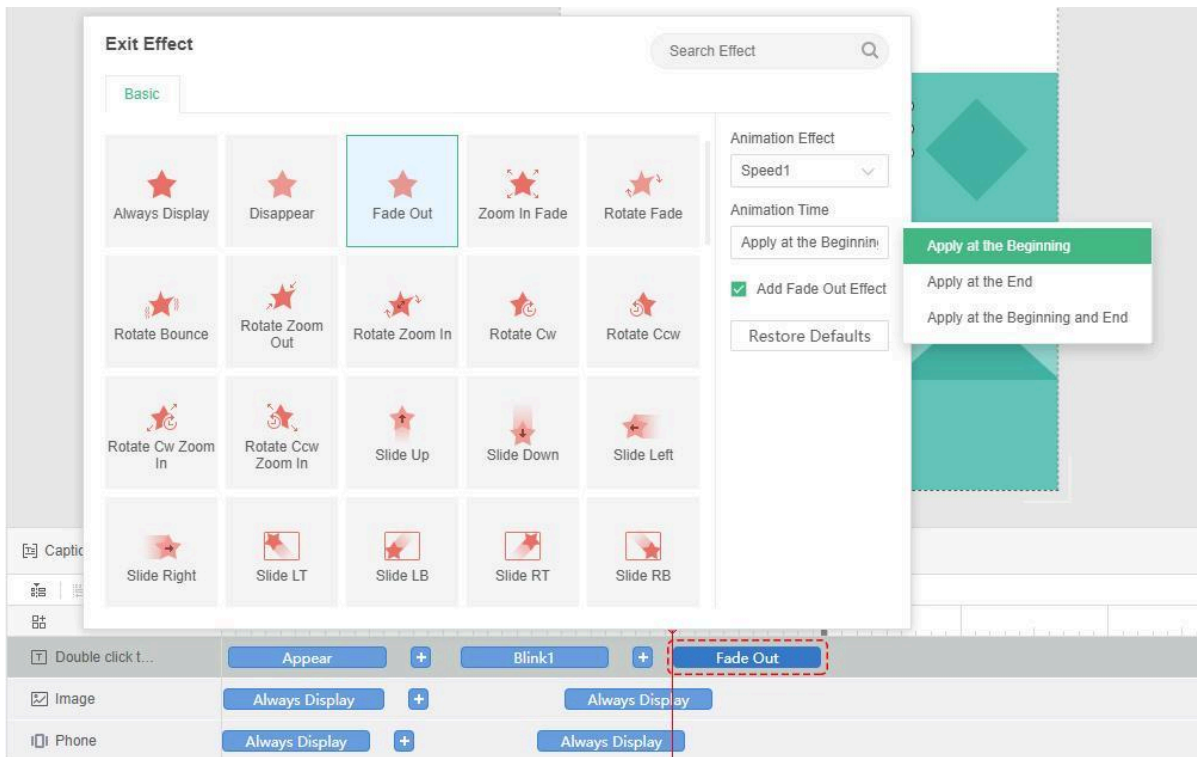 Exit Effect
Search Effect
Basic
Always Display
Disappear
Fade Out
Zoom In Fade
Rotate Fade
Rotate Bounce
Rotate Zoom
Out
Rotate Zoom In
Rotate Cw
Rotate Ccw
Rotate Cw Zoom
In
Rotate Ccw
Zoom In
Slide Up
Slide Down
Slide Left
Slide Right
Slide LT
Slide LB
Slide RT
Slide RB
Animation Effect
Speed1
Animation Time
Apply at the Beginnin
Add Fade Out Effect
Restore Defaults
Apply at the Beginning
Apply at the End
Apply at the Beginning and End
Captio
Double click t...
Appear
Blink1
Fade Out
Image
Always Display
Always Display
Phone
Always Display
Always Display